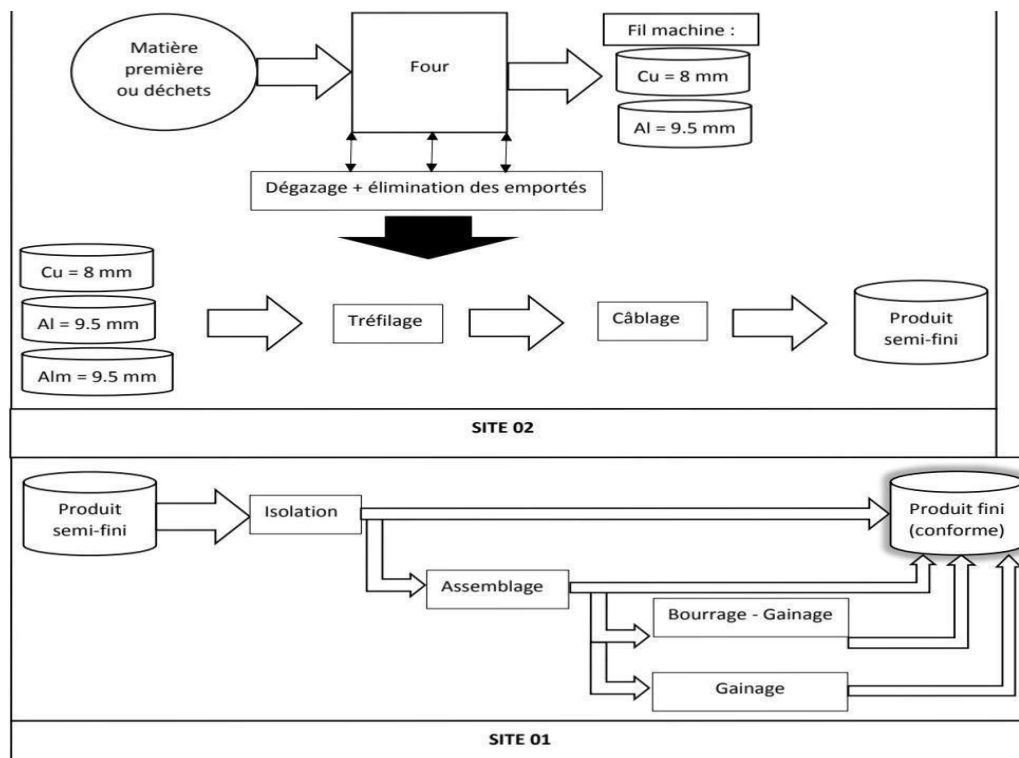 Matière
première
ou déchets
Four
Fil machine :
Cu = 8 mm
Al = 9.5 mm
Dégazage + élimination des emportés
Cu = 8 mm
Al = 9.5 mm
Alm = 9.5 mm
Tréfilage
Câblage
Produit
semi-fini
SITE 02
Produit
semi-fini
Isolation
Produit fini
(conforme)
Assemblage
Bourrage - Gainage
Gainage
SITE 01